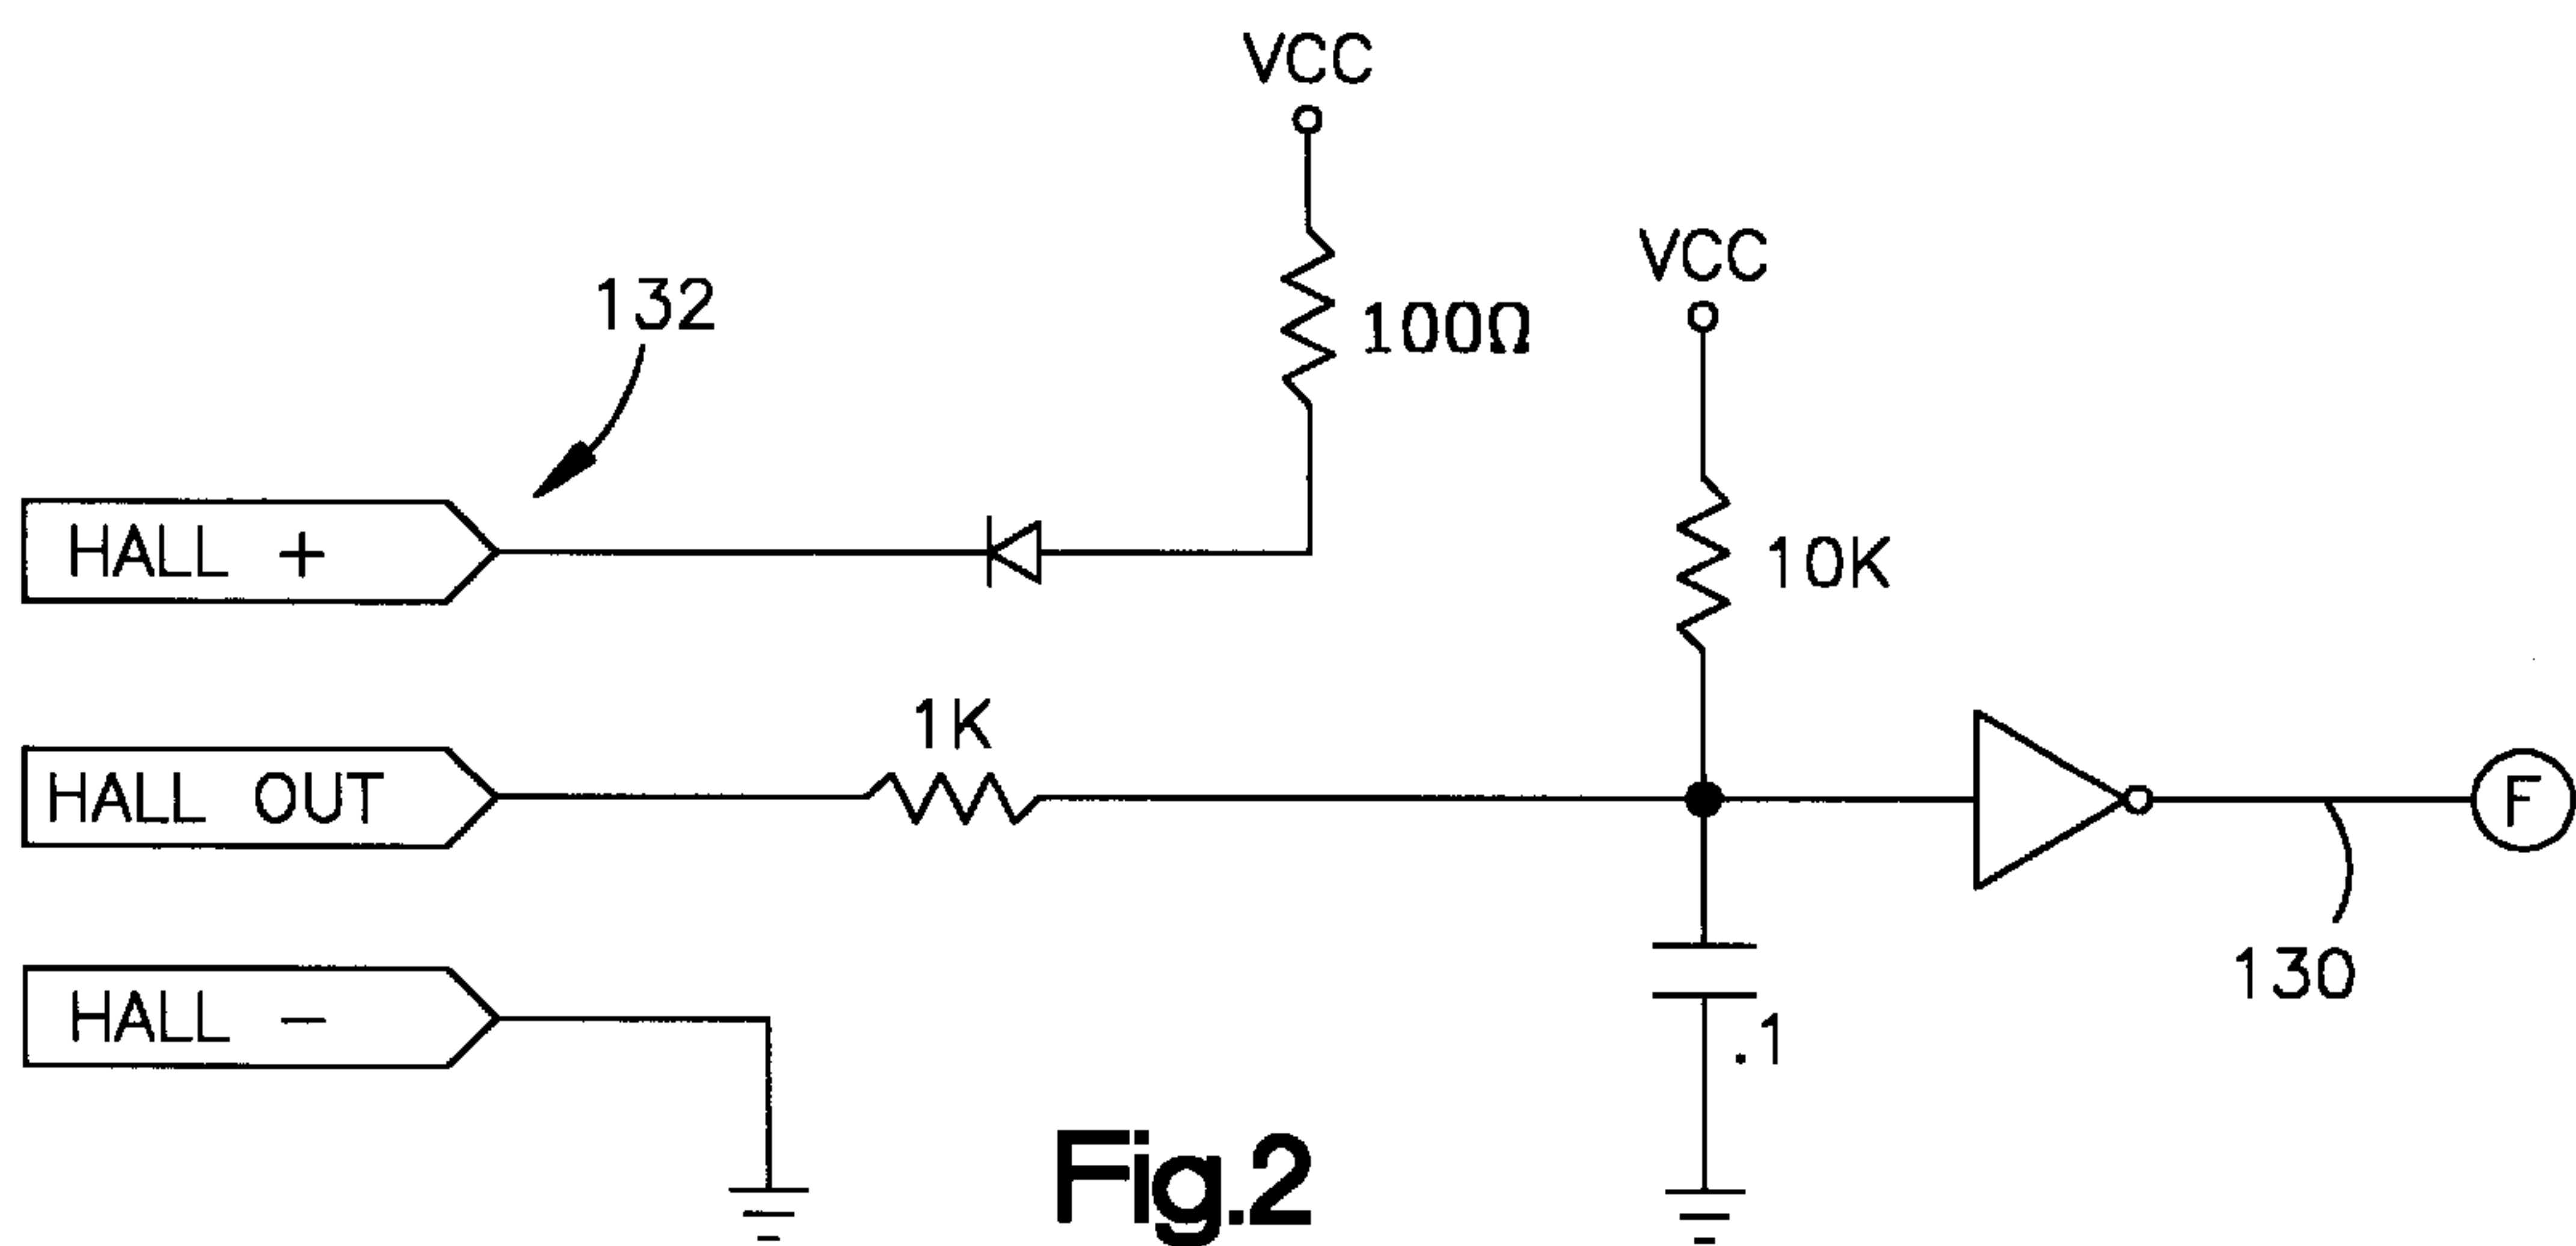 VCC
VCC
132
100Ω
HALL +
10K
1K
HALL OUT
F
130
HALL −
.1
Fig.2